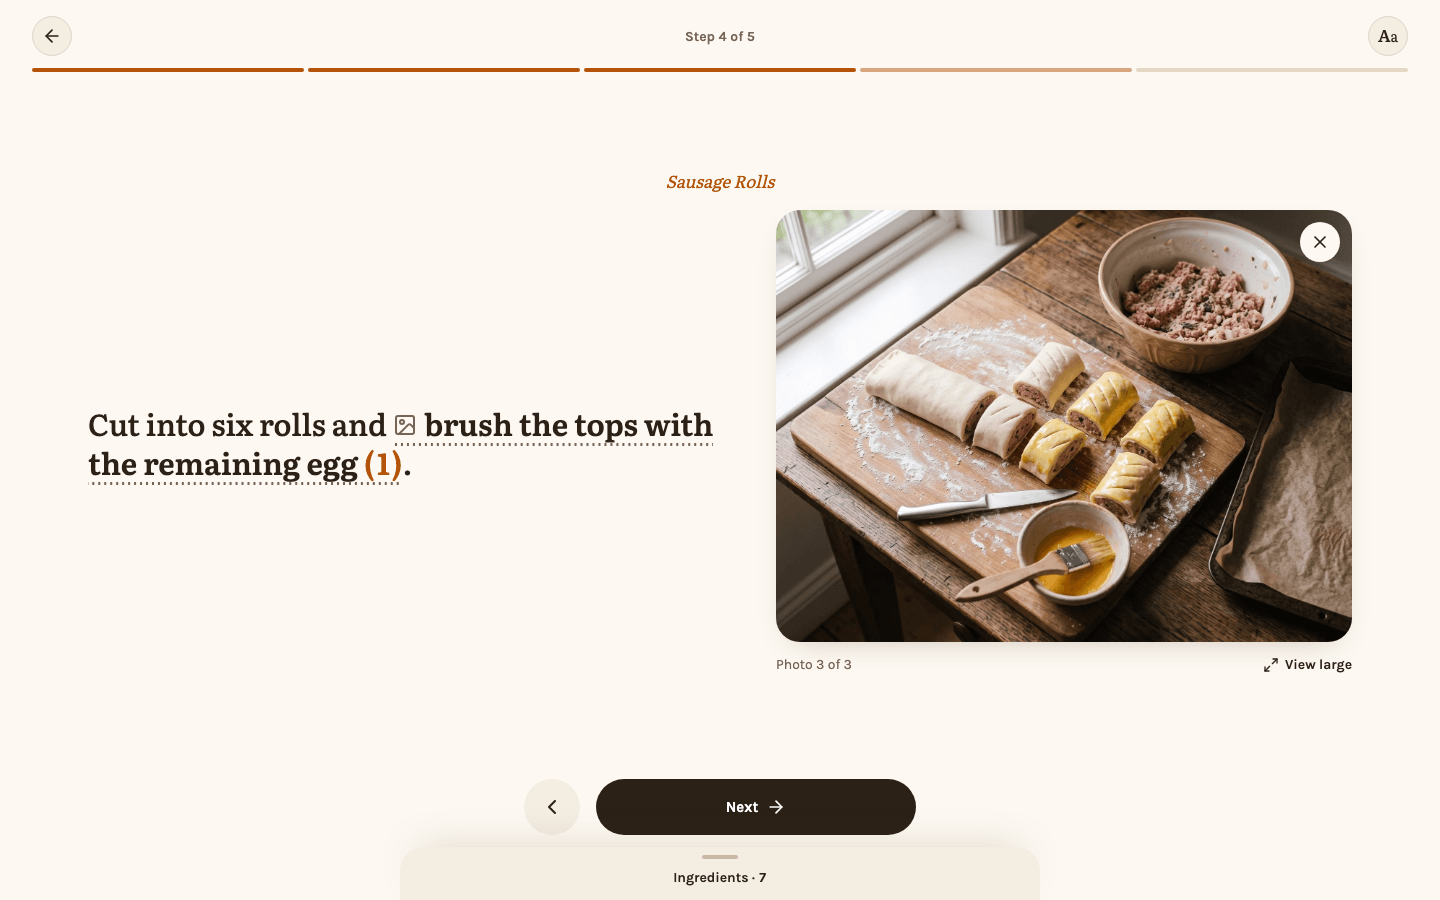 Step 4 of 5
Aa
Sausage Rolls
Cut into six rolls and brush the tops with
the remaining egg (1).
Photo 3 of 3
View large
Next
Ingredients · 7